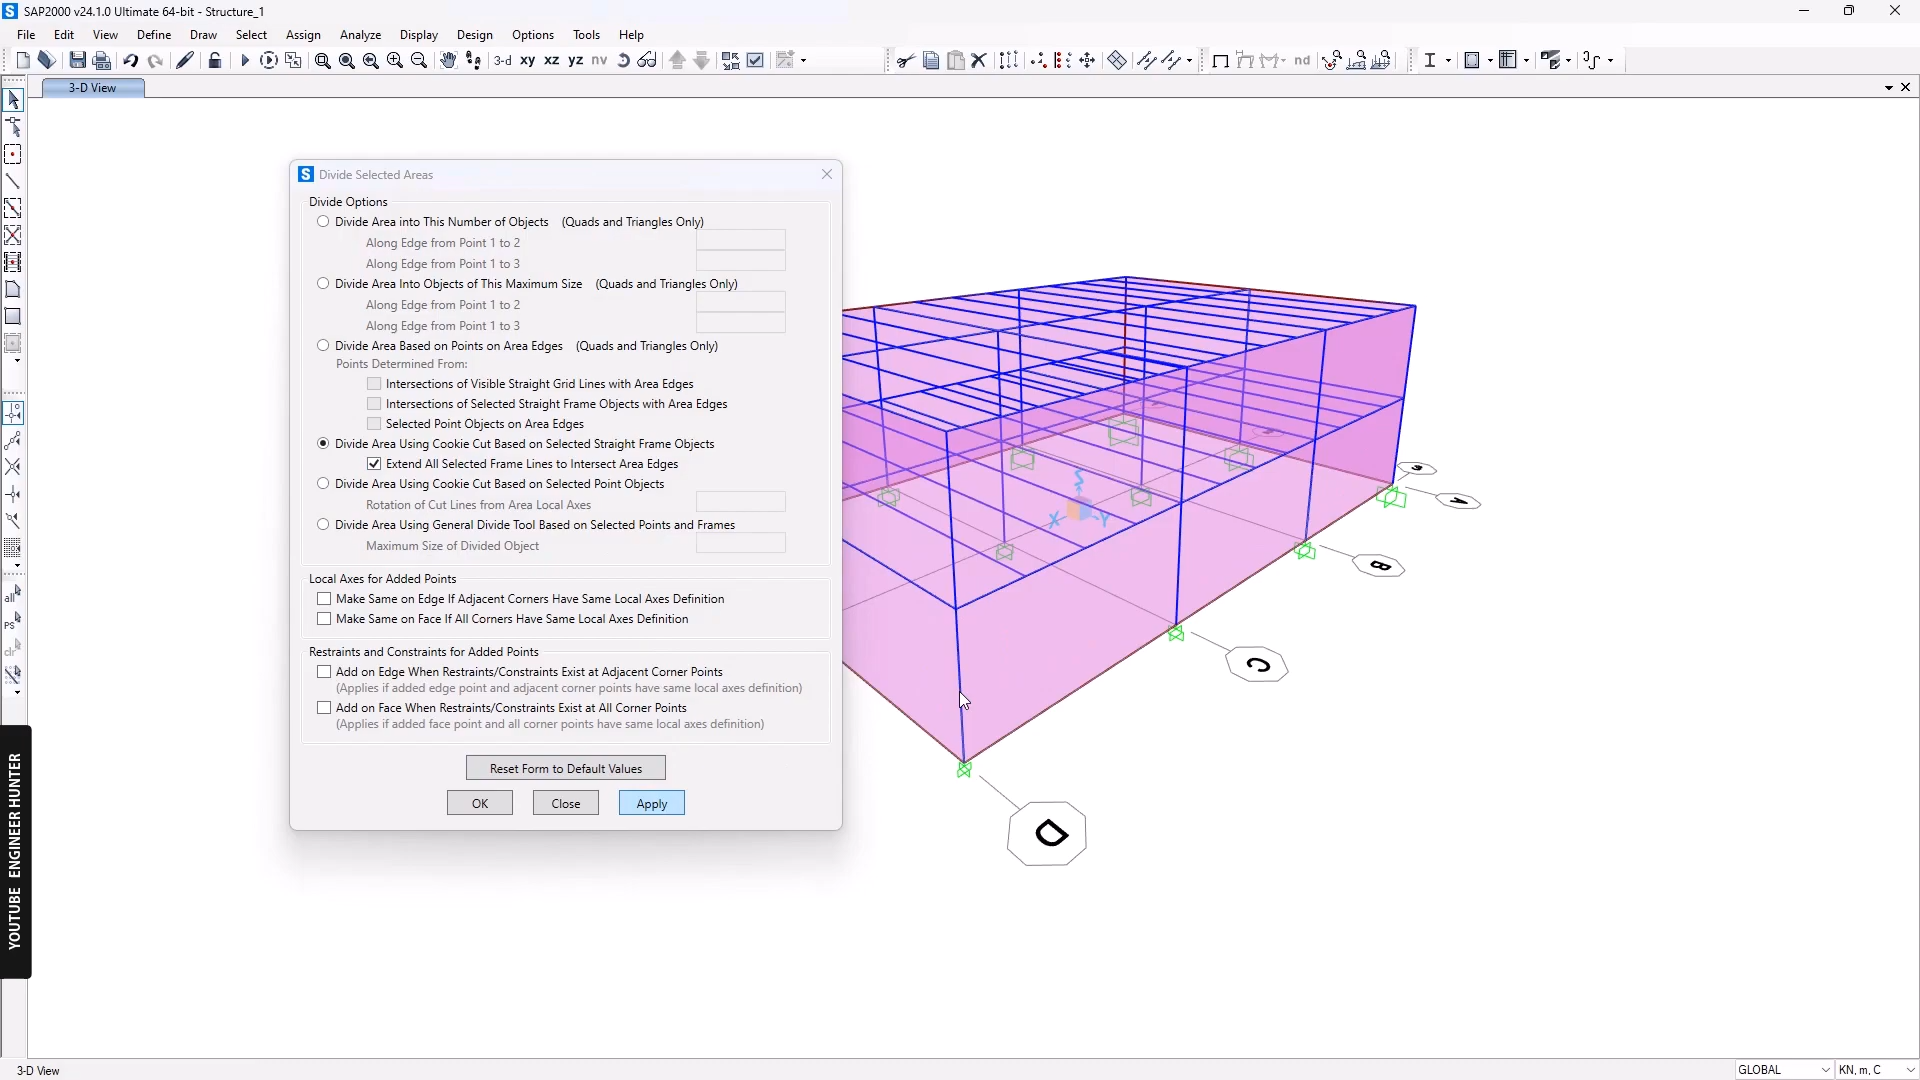 SAP2000 v24.1.0 Ultimate 64-bit - Structure_1
File Edit View Define Draw Select Assign Analyze Display Design Options Tools Help
3-d xy xz yz nv nd
3-D View
Divide Selected Areas
Divide Options
Divide Area into This Number of Objects (Quads and Triangles Only)
Along Edge from Point 1 to 2
Along Edge from Point 1 to 3
Divide Area Into Objects of This Maximum Size (Quads and Triangles Only)
Along Edge from Point 1 to 2
Along Edge from Point 1 to 3
Divide Area Based on Points on Area Edges (Quads and Triangles Only)
Points Determined From:
Intersections of Visible Straight Grid Lines with Area Edges
Intersections of Selected Straight Frame Objects with Area Edges
Selected Point Objects on Area Edges
Divide Area Using Cookie Cut Based on Selected Straight Frame Objects
Extend All Selected Frame Lines to Intersect Area Edges
Divide Area Using Cookie Cut Based on Selected Point Objects
Rotation of Cut Lines from Area Local Axes
Divide Area Using General Divide Tool Based on Selected Points and Frames
Maximum Size of Divided Object
Local Axes for Added Points
Make Same on Edge If Adjacent Corners Have Same Local Axes Definition
Make Same on Face If All Corners Have Same Local Axes Definition
Restraints and Constraints for Added Points
Add on Edge When Restraints/Constraints Exist at Adjacent Corner Points
(Applies if added edge point and adjacent corner points have same local axes definition)
Add on Face When Restraints/Constraints Exist at All Corner Points
(Applies if added face point and all corner points have same local axes definition)
Reset Form to Default Values
OK Close Apply
X Y
A
B
C
D
all
PS
clr
YOUTUBE ENGINEER HUNTER
3-D View
GLOBAL
KN, m, C